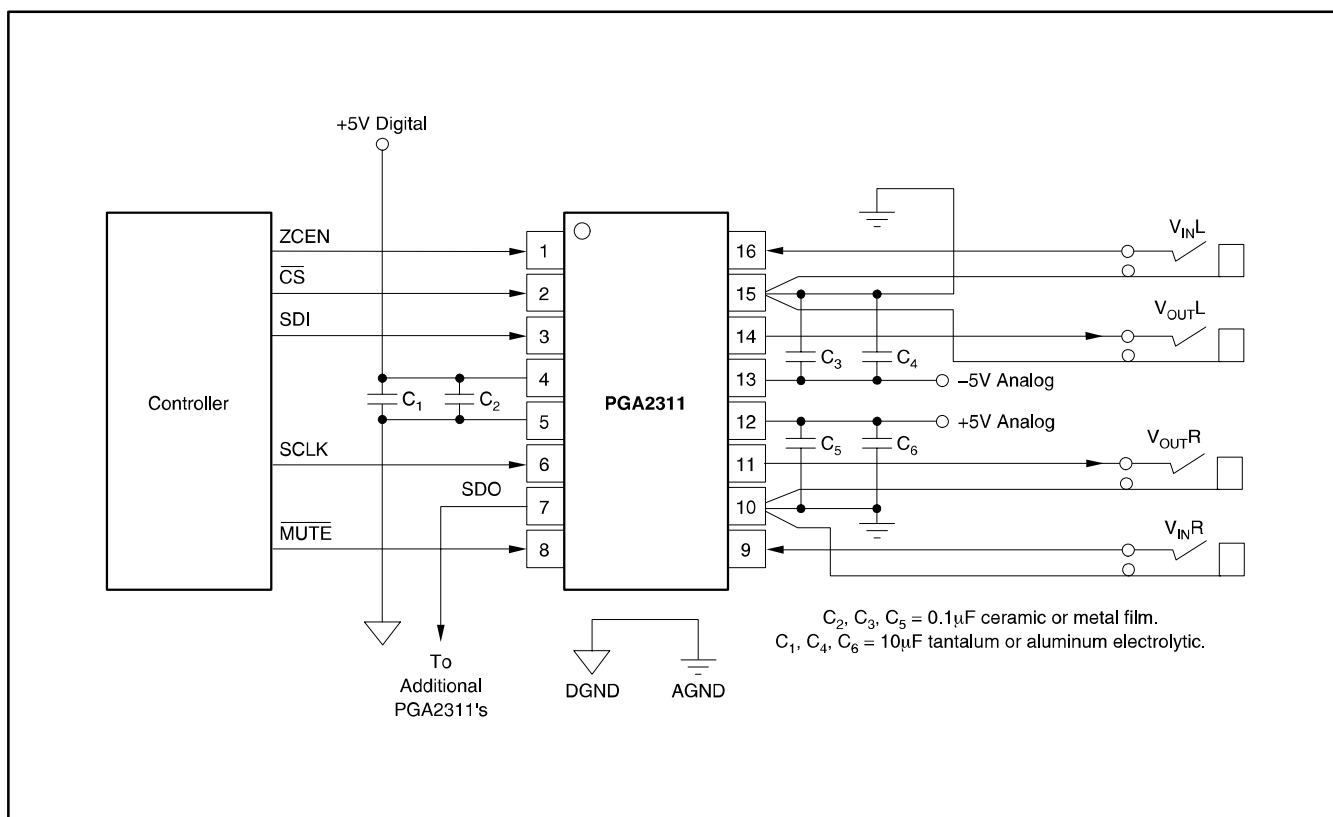 +5V Digital
Controller
ZCEN
CS
SDI
SCLK
SDO
MUTE
C1
C2
To
Additional
PGA2311's
1
2
3
4
5
6
7
8
PGA2311
16
15
14
13
12
11
10
9
C3
C4
C5
C6
–5V Analog
+5V Analog
VINL
VOUTL
VOUTR
VINR
DGND
AGND
C2, C3, C5 = 0.1μF ceramic or metal film.
C1, C4, C6 = 10μF tantalum or aluminum electrolytic.